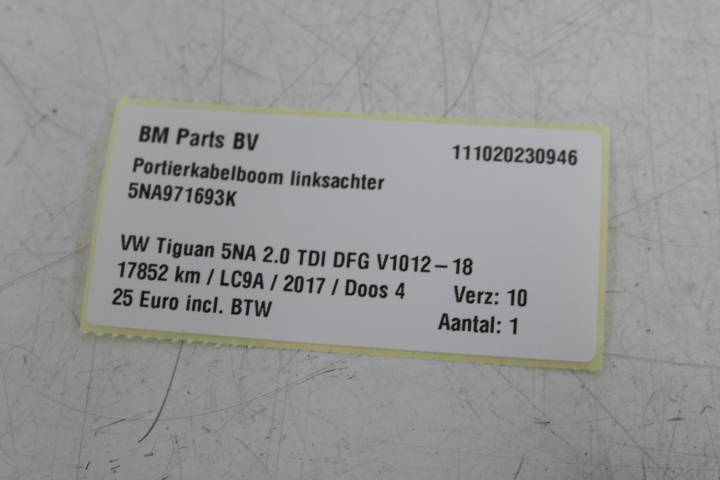 BM Parts BV 111020230946
Portierkabelboom linksachter
5NA971693K
VW Tiguan 5NA 2.0 TDI DFG V1012-18
17852 km / LC9A / 2017 / Doos 4 Verz: 10
25 Euro incl. BTW Aantal: 1